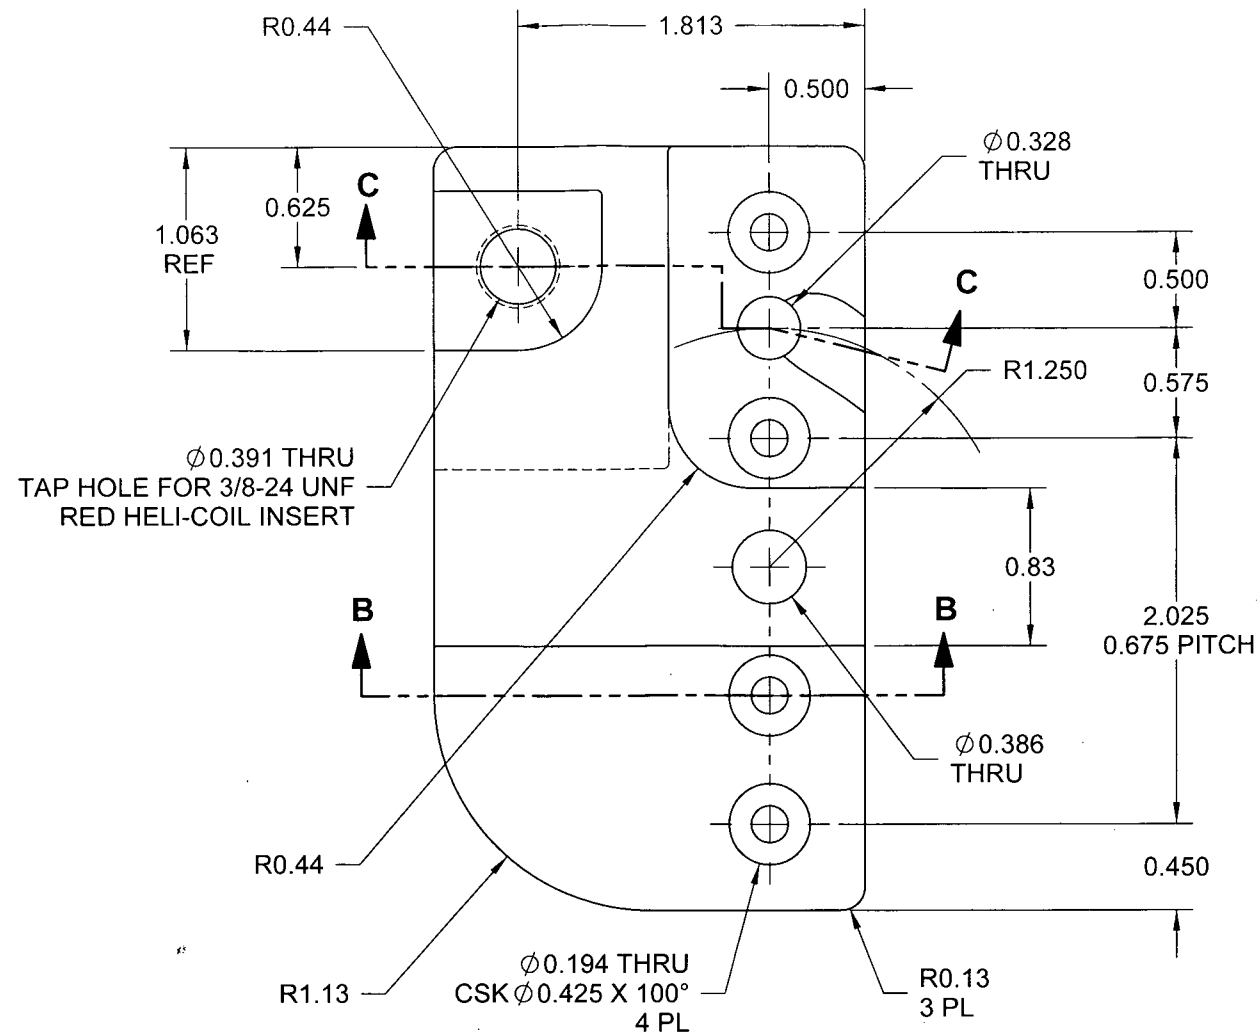 R0.44
1.813
0.500
Ø0.328
THRU
C
0.625
1.063
REF
0.500
C
R1.250
0.575
Ø0.391 THRU
TAP HOLE FOR 3/8-24 UNF
RED HELI-COIL INSERT
0.83
B
B
2.025
0.675 PITCH
Ø0.386
THRU
R0.44
0.450
Ø0.194 THRU
CSK Ø0.425 X 100°
4 PL
R1.13
R0.13
3 PL